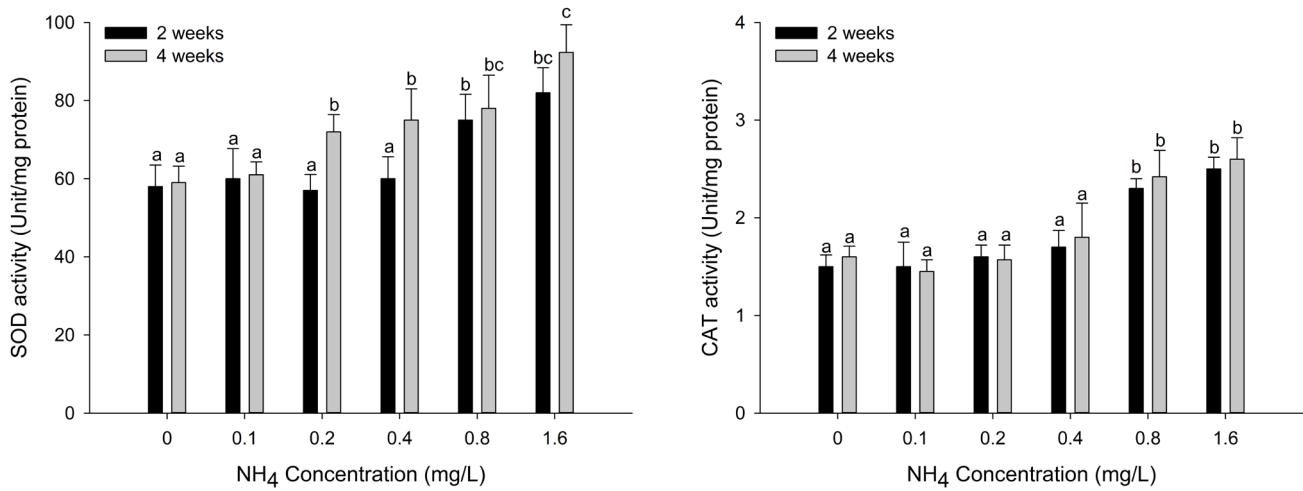 100
80
60
40
20
0
SOD activity (Unit/mg protein)
2 weeks
4 weeks
a a a a a b a b b bc bc c
0 0.1 0.2 0.4 0.8 1.6
NH4 Concentration (mg/L)
4
3
2
1
0
CAT activity (Unit/mg protein)
2 weeks
4 weeks
a a a a a a a a b b b b
0 0.1 0.2 0.4 0.8 1.6
NH4 Concentration (mg/L)